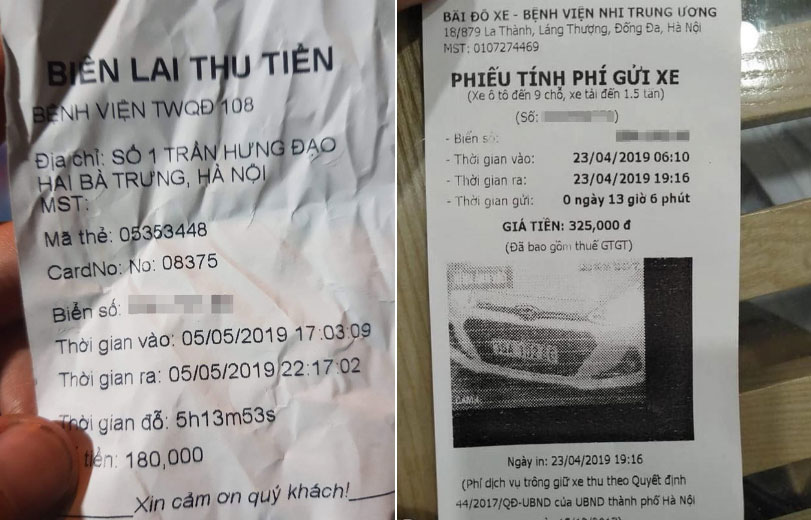 BIÊN LAI THU TIỀN
BỆNH VIỆN TWQĐ 108
Địa chỉ: SỐ 1 TRẦN HƯNG ĐẠO
HAI BÀ TRƯNG, HÀ NỘI
MST:
Mã thẻ: 05353448
CardNo: No: 08375
Biển số:
Thời gian vào: 05/05/2019 17:03:09
Thời gian ra: 05/05/2019 22:17:02
Thời gian đỗ: 5h13m53s
tiền: 180,000
Xin cảm ơn quý khách!
BÃI ĐỖ XE - BỆNH VIỆN NHI TRUNG ƯƠNG
18/879 La Thành, Láng Thượng, Đống Đa, Hà Nội
MST: 0107274469
PHIẾU TÍNH PHÍ GỬI XE
(Xe ô tô đến 9 chỗ, xe tải đến 1.5 tấn)
(Số: )
- Biển số:
- Thời gian vào: 23/04/2019 06:10
- Thời gian ra: 23/04/2019 19:16
- Thời gian gửi: 0 ngày 13 giờ 6 phút
GIÁ TIỀN: 325,000 đ
(Đã bao gồm thuế GTGT)
Ngày in: 23/04/2019 19:16
(Phí dịch vụ trông giữ xe thu theo Quyết định
44/2017/QĐ-UBND của UBND thành phố Hà Nội